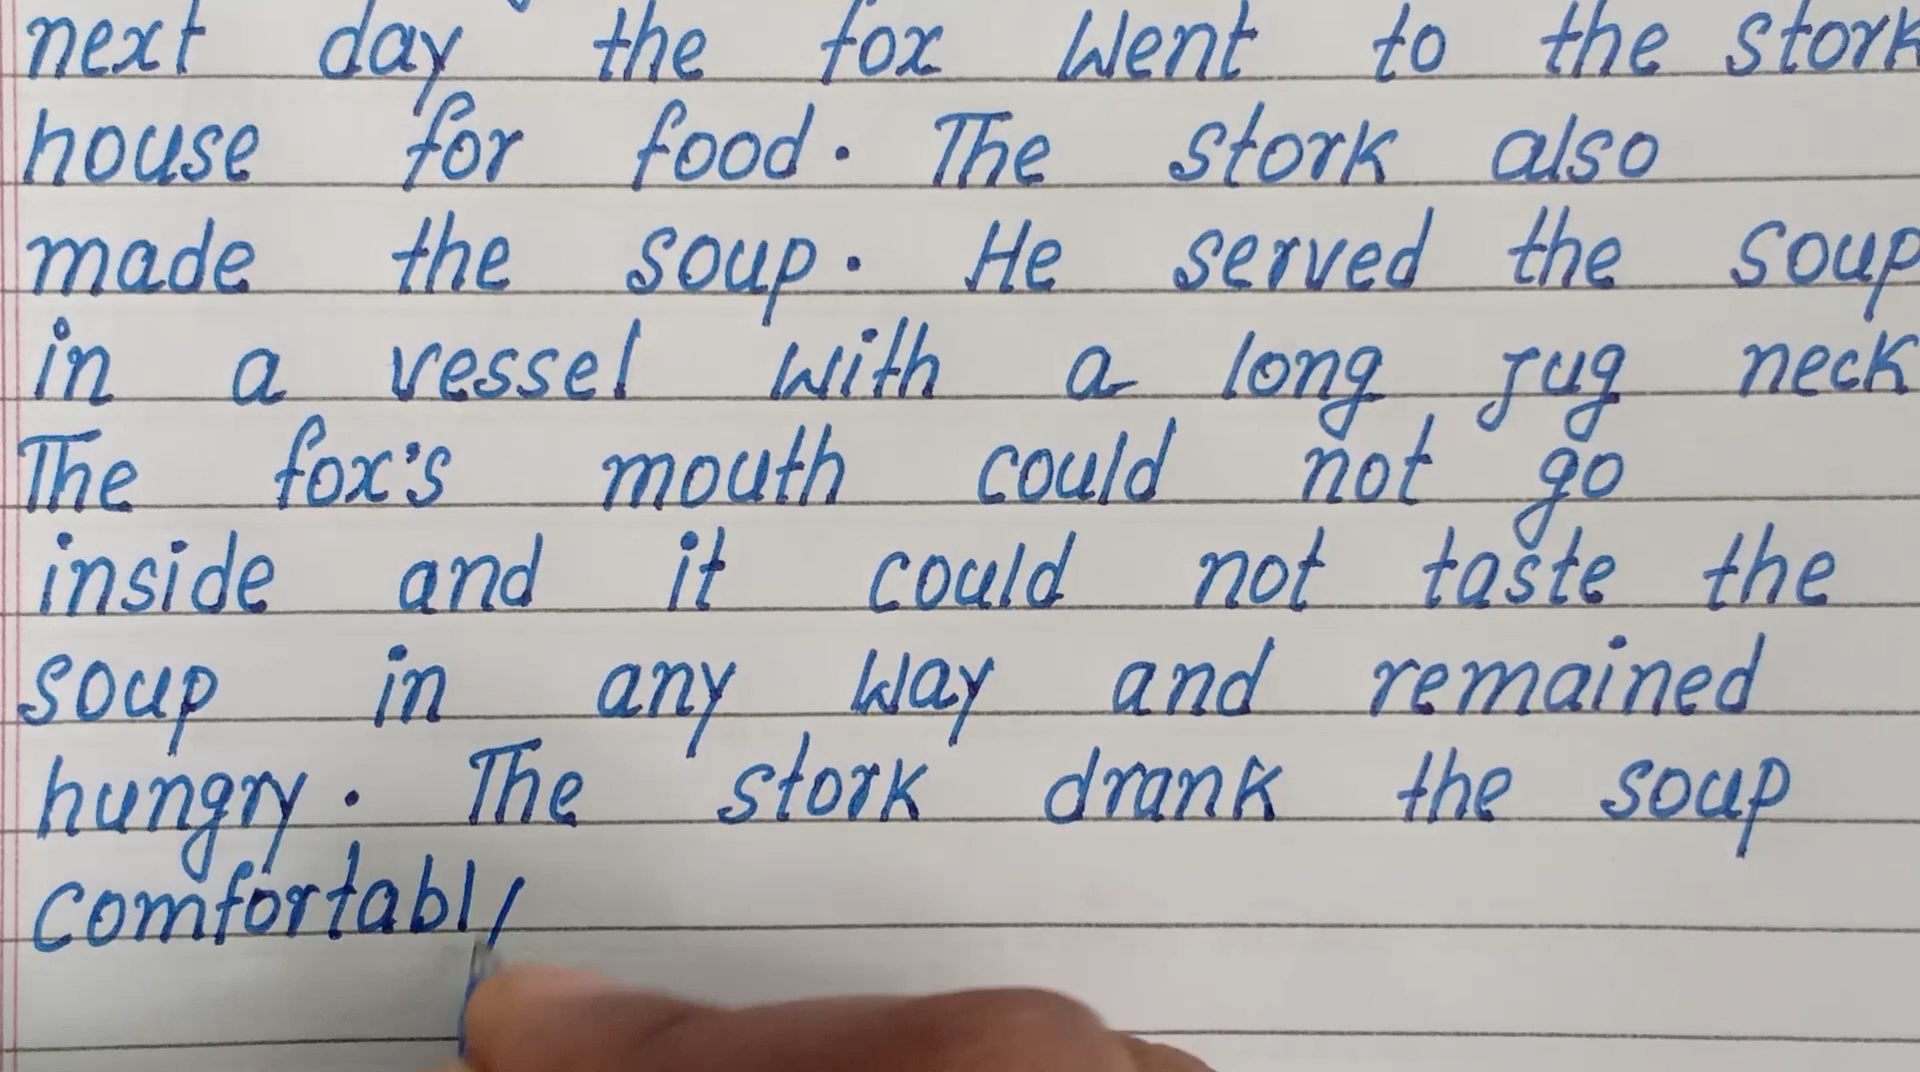 next day the fox went to the stork
house for food. The stork also
made the soup. He served the soup
in a vessel with a long jug neck
The fox's mouth could not go
inside and it could not taste the
soup in any way and remained
hungry. The stork drank the soup
comfortably